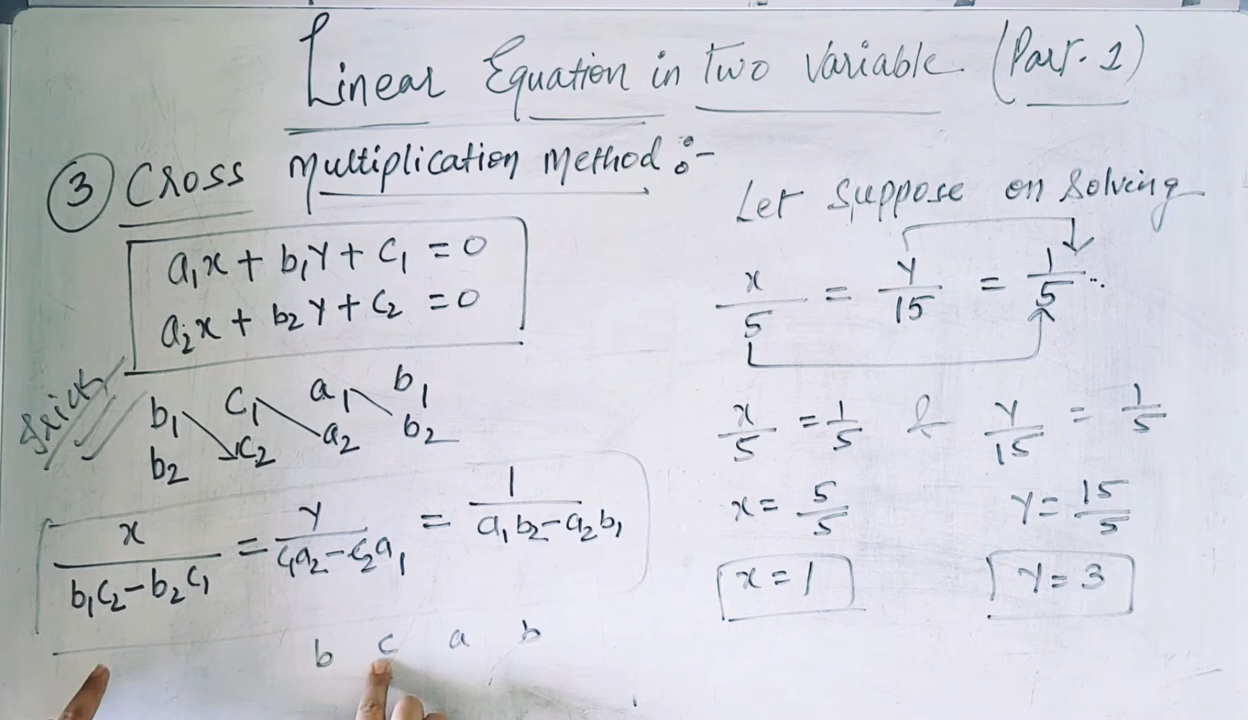 Linear Equation in Two Variable (Part-1)
③ Cross Multiplication Method :-
a₁x + b₁y + c₁ = 0
a₂x + b₂y + c₂ = 0
Trick
b₁ c₁ a₁ b₁
b₂ c₂ a₂ b₂
x/(b₁c₂-b₂c₁) = y/(c₁a₂-c₂a₁) = 1/(a₁b₂-a₂b₁)
b c a b
Let Suppose on Solving
x/5 = y/15 = 1/5
x/5 = 1/5 & y/15 = 1/5
x = 5/5 y = 15/5
x = 1 y = 3